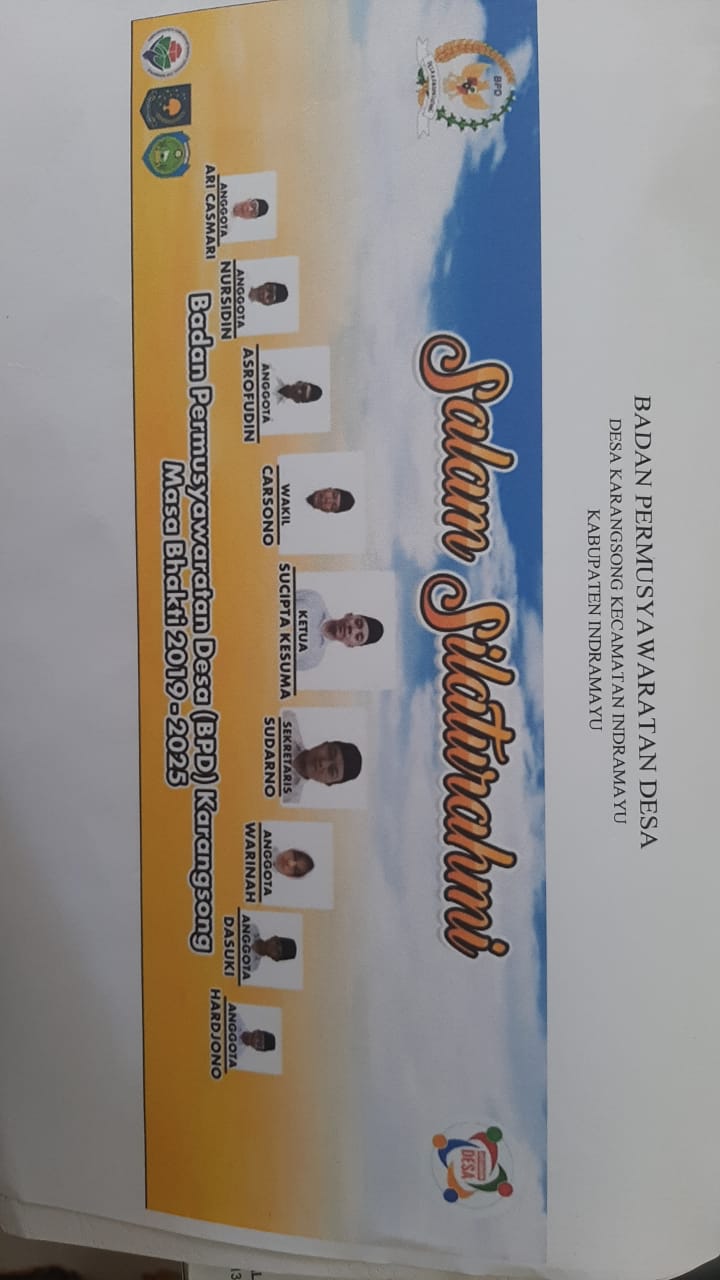 BADAN PERMUSYAWARATAN DESA
DESA KARANGSONG KECAMATAN INDRAMAYU
KABUPATEN INDRAMAYU
BPD
Salam Silaturahmi
DESA
KETUA
SUCIPTA KESUMA
WAKIL
CARSONO
SEKRETARIS
SUDARNO
ANGGOTA
ASROFUDIN
ANGGOTA
WARINAH
ANGGOTA
NURSIDIN
ANGGOTA
DASUKI
ANGGOTA
ARI CASMARI
ANGGOTA
HARDJONO
Badan Permusyawaratan Desa (BPD) Karangsong
Masa Bhakti 2019 - 2025